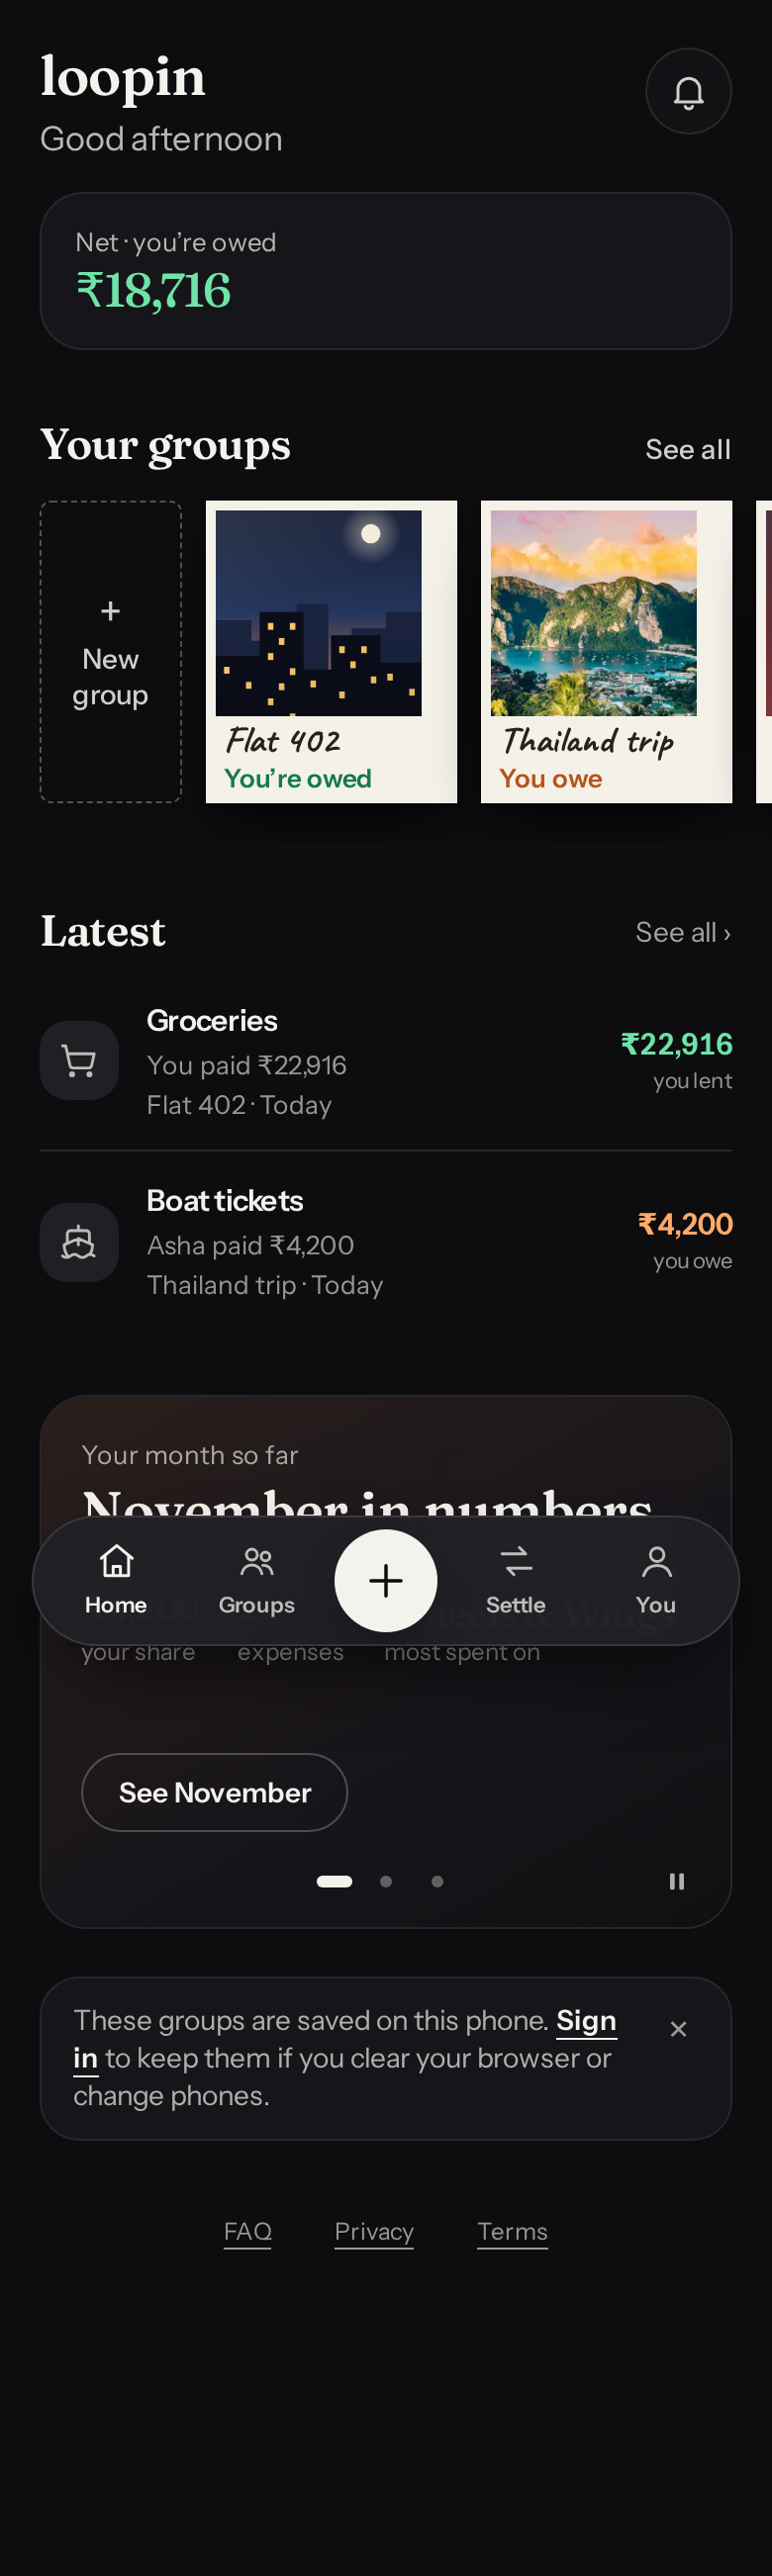 loopin
Good afternoon
Net · you’re owed
₹18,716
Your groups
See all
+
New
group
Flat 402
You’re owed
Thailand trip
You owe
Latest
See all ›
Groceries
You paid ₹22,916
Flat 402 · Today
₹22,916
you lent
Boat tickets
Asha paid ₹4,200
Thailand trip · Today
₹4,200
you owe
Your month so far
November in numbers
Home
Groups
Settle
You
your share
expenses
most spent on
See November
These groups are saved on this phone. Sign
in to keep them if you clear your browser or
change phones.
FAQ
Privacy
Terms